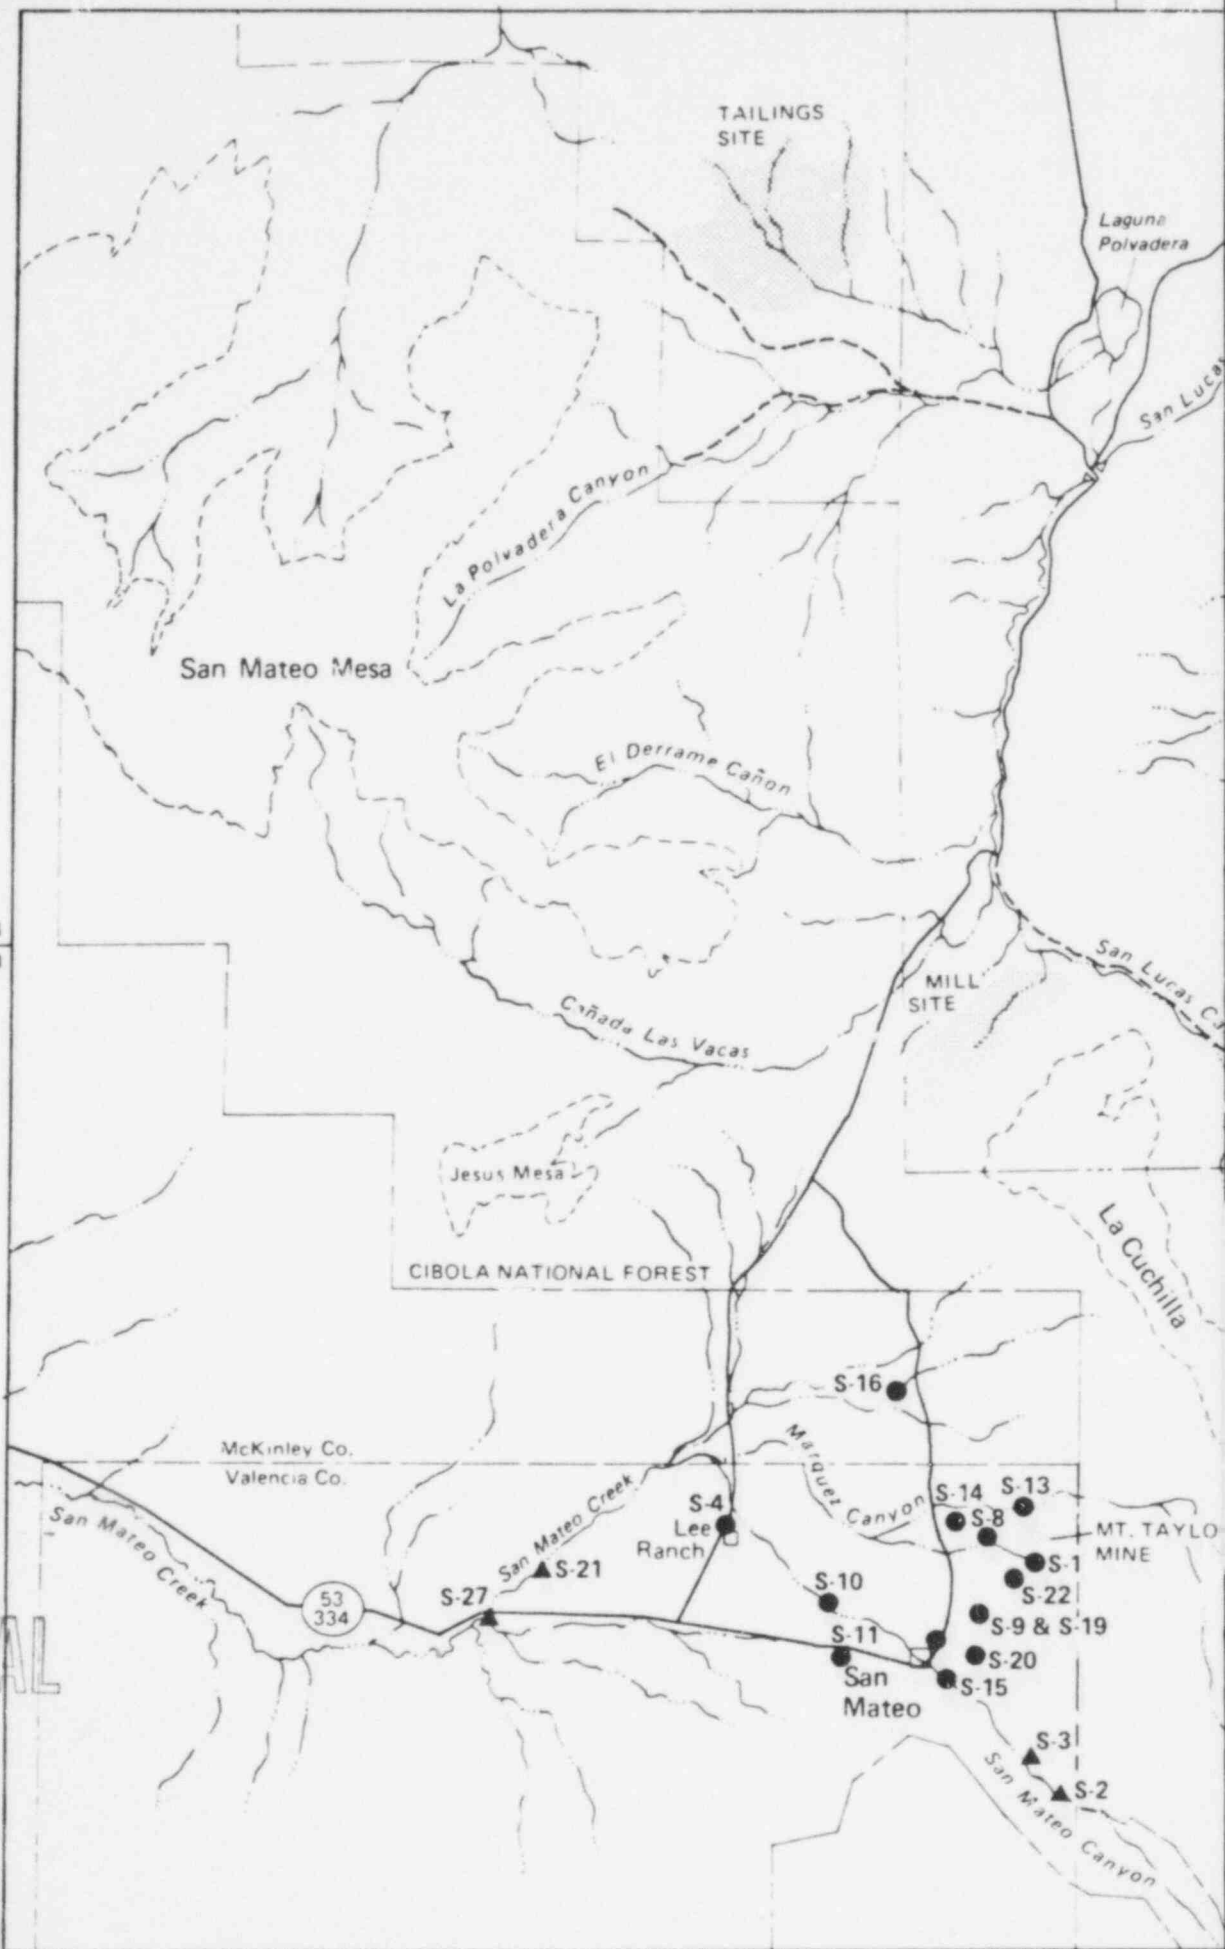 TAILINGS
SITE
Laguna
Polvadera
San Lucas
La Polvadera Canyon
San Mateo Mesa
El Derrame Cañon
San Lucas Ca
MILL
SITE
Cañada Las Vacas
Jesus Mesa
La Cuchilla
CIBOLA NATIONAL FOREST
S-16
McKinley Co.
Valencia Co.
Marquez Canyon
San Mateo Creek
San Mateo Creek
S-4
Lee
Ranch
S-14
S-13
S-8
MT. TAYLO
MINE
S-1
S-22
S-21
S-27
53
334
S-10
S-9 & S-19
S-11
S-20
S-15
San
Mateo
AL
S-3
S-2
San Mateo Canyon